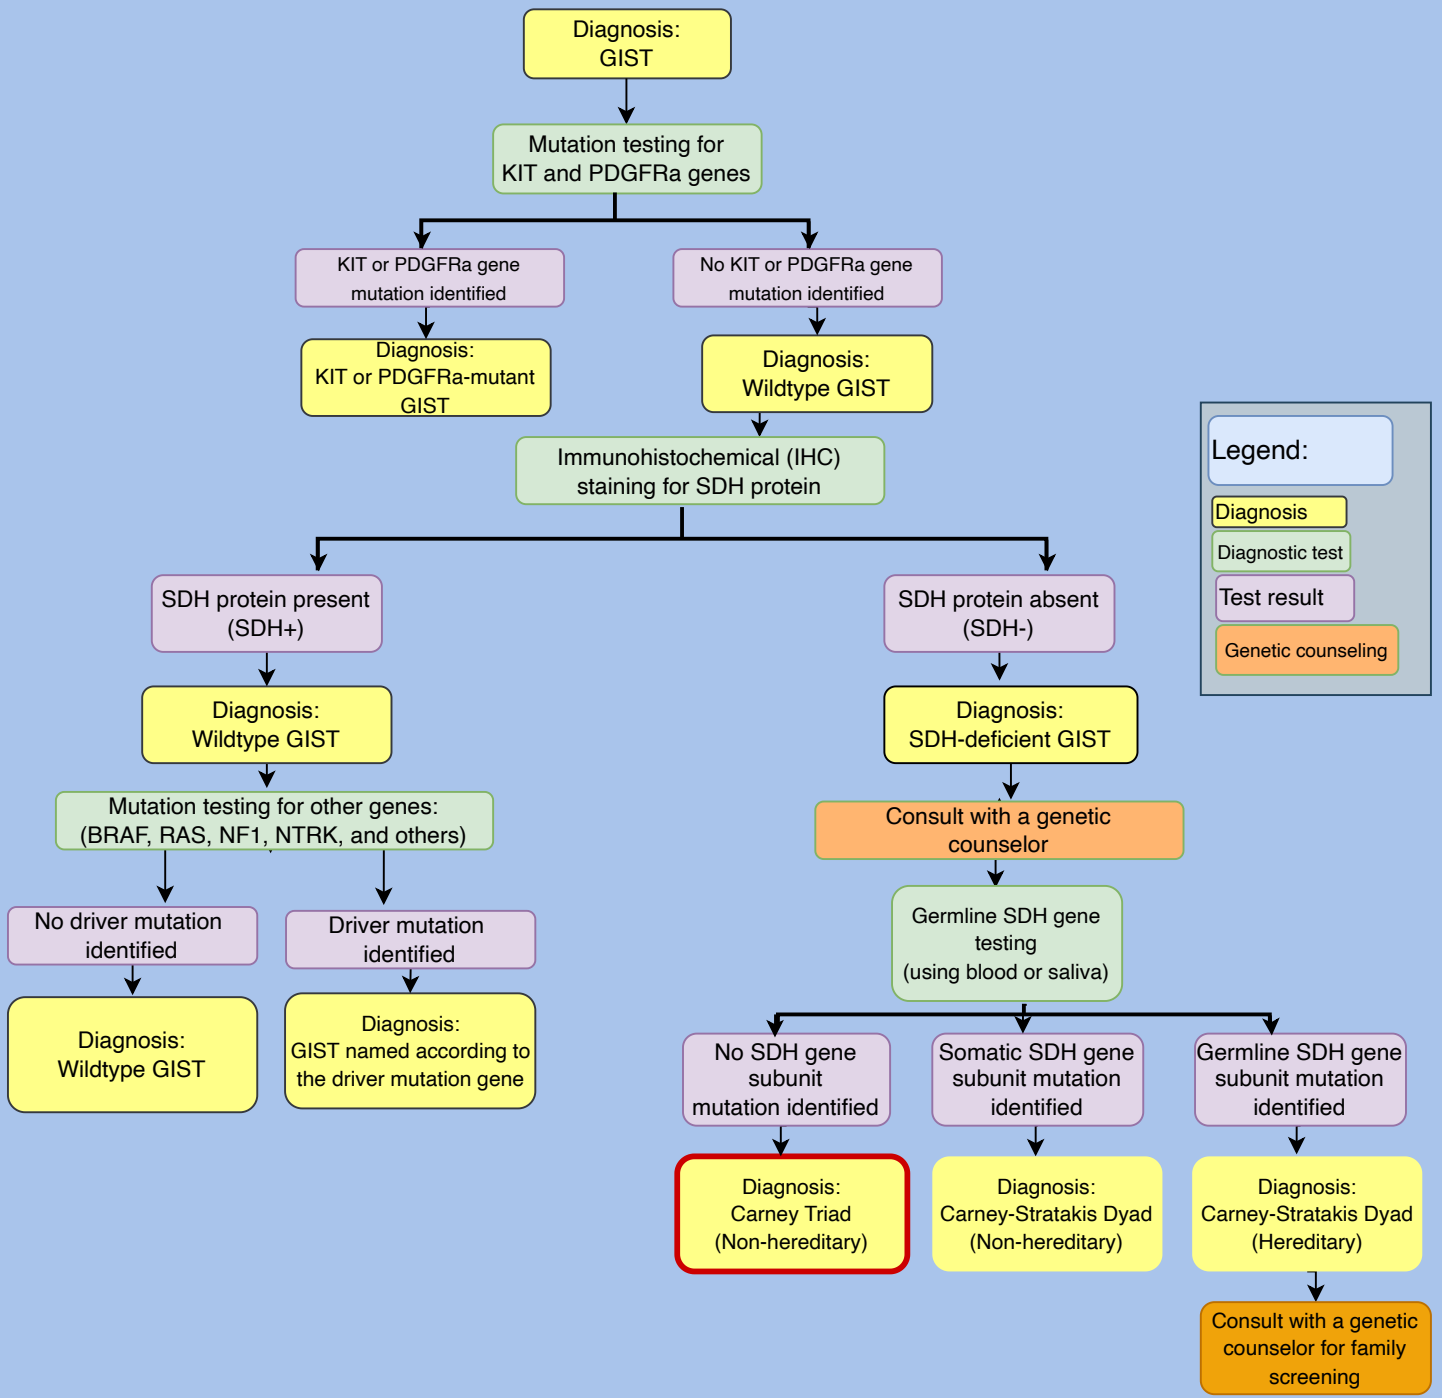 Diagnosis:
GIST
Mutation testing for
KIT and PDGFRa genes
KIT or PDGFRa gene
mutation identified
No KIT or PDGFRa gene
mutation identified
Diagnosis:
KIT or PDGFRa-mutant
GIST
Diagnosis:
Wildtype GIST
Immunohistochemical (IHC)
staining for SDH protein
Legend:
Diagnosis
Diagnostic test
Test result
Genetic counseling
SDH protein present
(SDH+)
SDH protein absent
(SDH-)
Diagnosis:
Wildtype GIST
Diagnosis:
SDH-deficient GIST
Mutation testing for other genes:
(BRAF, RAS, NF1, NTRK, and others)
Consult with a genetic
counselor
No driver mutation
identified
Driver mutation
identified
Germline SDH gene
testing
(using blood or saliva)
Diagnosis:
Wildtype GIST
Diagnosis:
GIST named according to
the driver mutation gene
No SDH gene
subunit
mutation identified
Somatic SDH gene
subunit mutation
identified
Germline SDH gene
subunit mutation
identified
Diagnosis:
Carney Triad
(Non-hereditary)
Diagnosis:
Carney-Stratakis Dyad
(Non-hereditary)
Diagnosis:
Carney-Stratakis Dyad
(Hereditary)
Consult with a genetic
counselor for family
screening